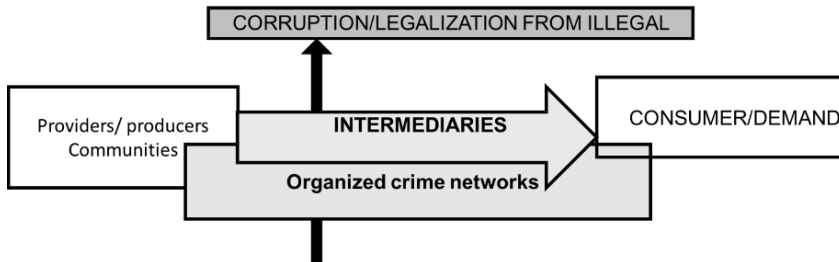 CORRUPTION/LEGALIZATION FROM ILLEGAL
Providers/ producers
Communities
INTERMEDIARIES
CONSUMER/DEMAND
Organized crime networks